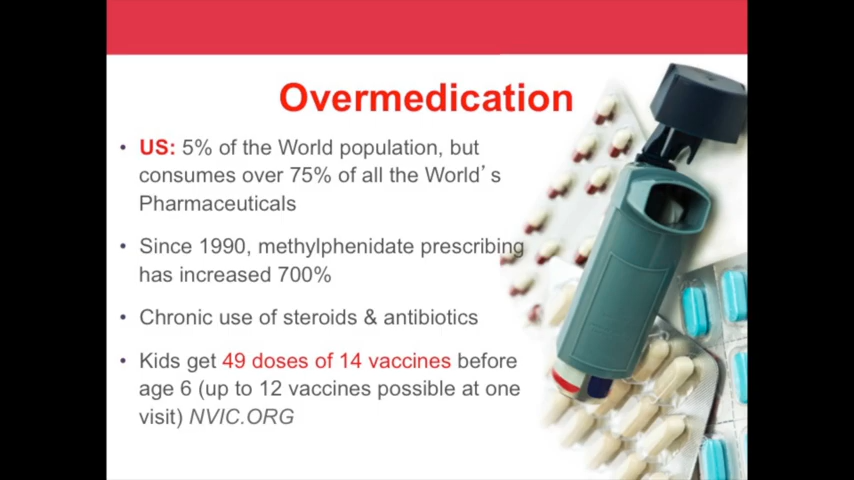 Overmedication
• US: 5% of the World population, but
consumes over 75% of all the World's
Pharmaceuticals
• Since 1990, methylphenidate prescribing
has increased 700%
• Chronic use of steroids & antibiotics
• Kids get 49 doses of 14 vaccines before
age 6 (up to 12 vaccines possible at one
visit) NVIC.ORG